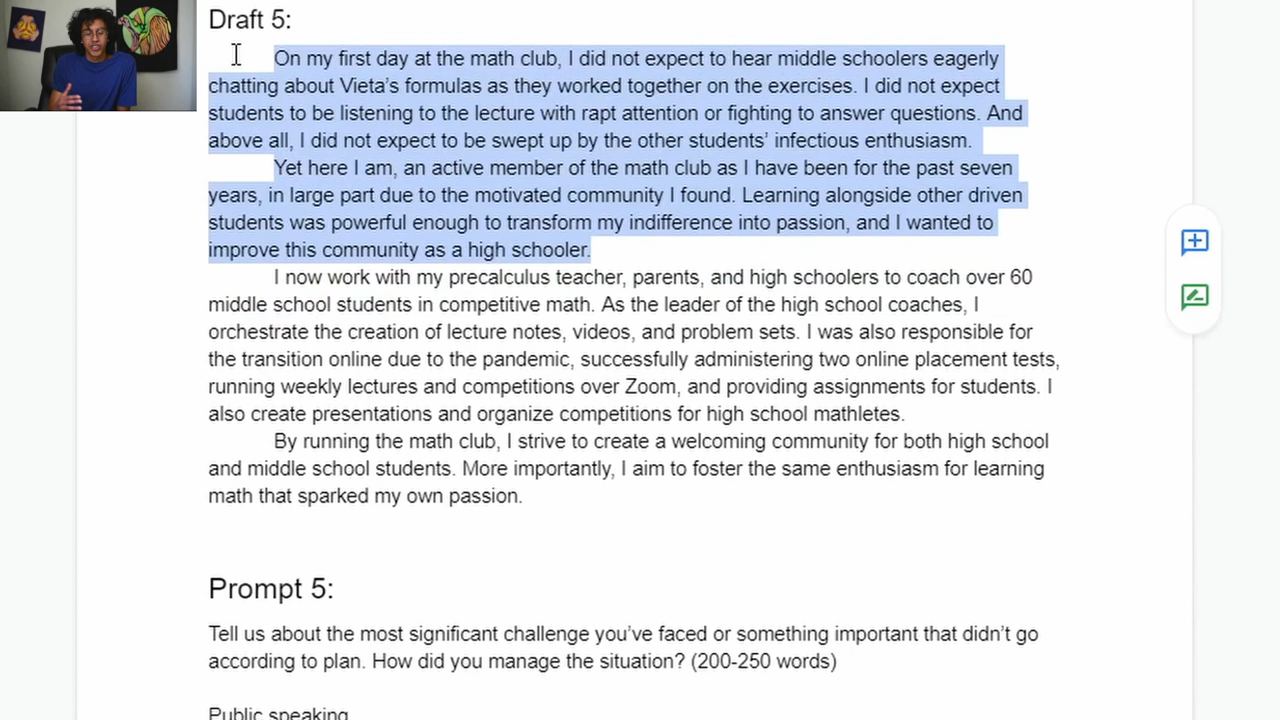 Draft 5:
On my first day at the math club, I did not expect to hear middle schoolers eagerly
chatting about Vieta's formulas as they worked together on the exercises. I did not expect
students to be listening to the lecture with rapt attention or fighting to answer questions. And
above all, I did not expect to be swept up by the other students' infectious enthusiasm.
Yet here I am, an active member of the math club as I have been for the past seven
years, in large part due to the motivated community I found. Learning alongside other driven
students was powerful enough to transform my indifference into passion, and I wanted to
improve this community as a high schooler.
I now work with my precalculus teacher, parents, and high schoolers to coach over 60
middle school students in competitive math. As the leader of the high school coaches, I
orchestrate the creation of lecture notes, videos, and problem sets. I was also responsible for
the transition online due to the pandemic, successfully administering two online placement tests,
running weekly lectures and competitions over Zoom, and providing assignments for students. I
also create presentations and organize competitions for high school mathletes.
By running the math club, I strive to create a welcoming community for both high school
and middle school students. More importantly, I aim to foster the same enthusiasm for learning
math that sparked my own passion.
Prompt 5:
Tell us about the most significant challenge you've faced or something important that didn't go
according to plan. How did you manage the situation? (200-250 words)
Public speaking